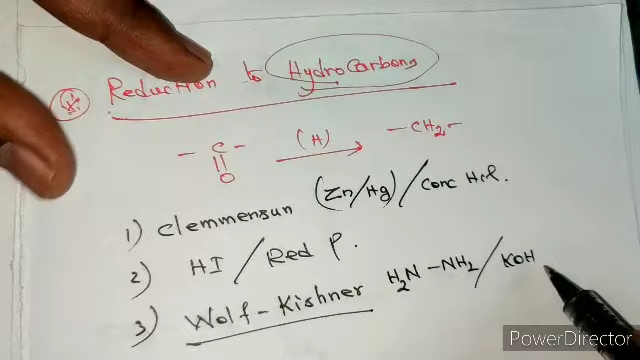 Reduction to Hydrocarbons
- C - (H) - CH2 -
O
1) Clemmensun (Zn/Hg)/Conc Hcl.
2) HI / Red P.
3) Wolf-Kishner H2N-NH2/KOH
PowerDirector